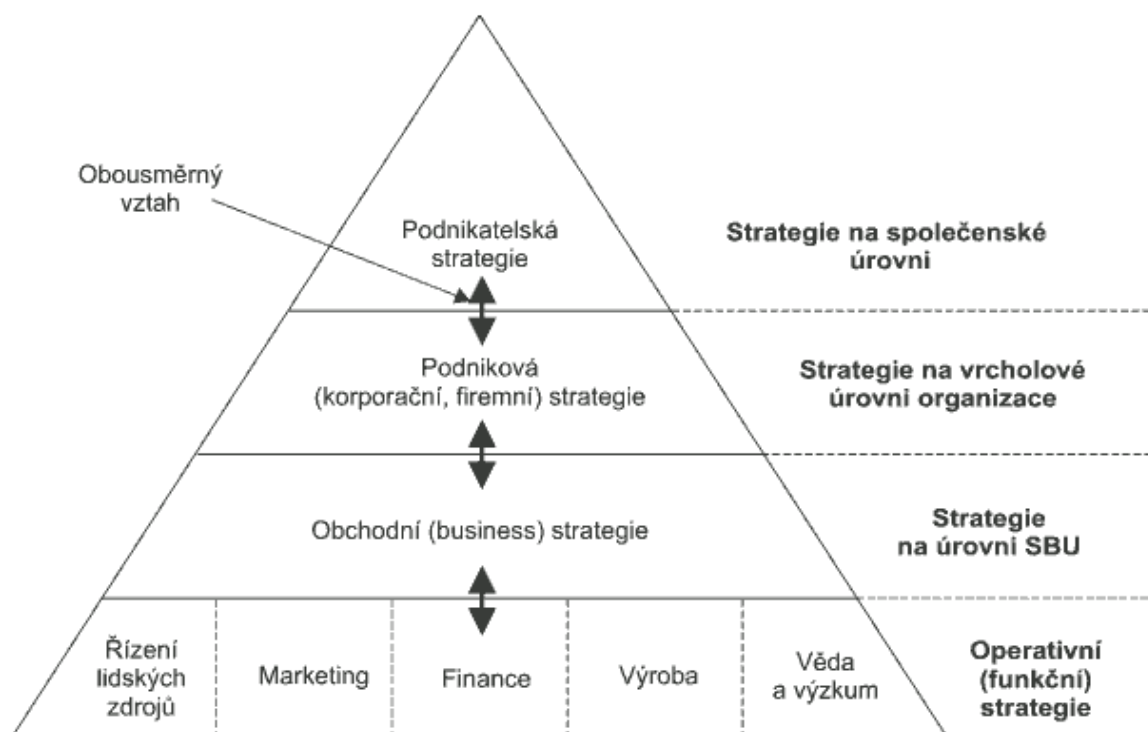 Obousměrný
vztah
Podnikatelská
strategie
Strategie na společenské
úrovni
Podniková
(korporační, firemní) strategie
Strategie na vrcholové
úrovni organizace
Obchodní (business) strategie
Strategie
na úrovni SBU
Řízení
lidských
zdrojů
Marketing
Finance
Výroba
Věda
a výzkum
Operativní
(funkční)
strategie